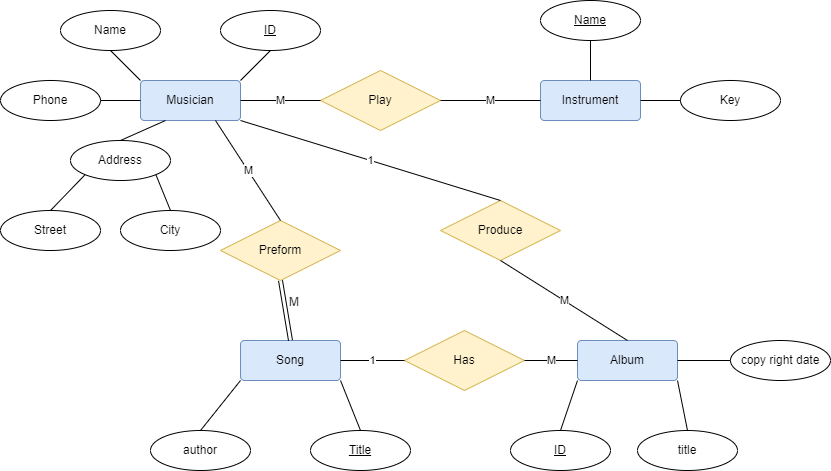 Name
Name
ID
Phone
Musician
M
Play
M
Instrument
Key
Address
1
M
Street
City
Preform
Produce
M
M
Song
1
Has
M
Album
copy right date
author
Title
ID
title